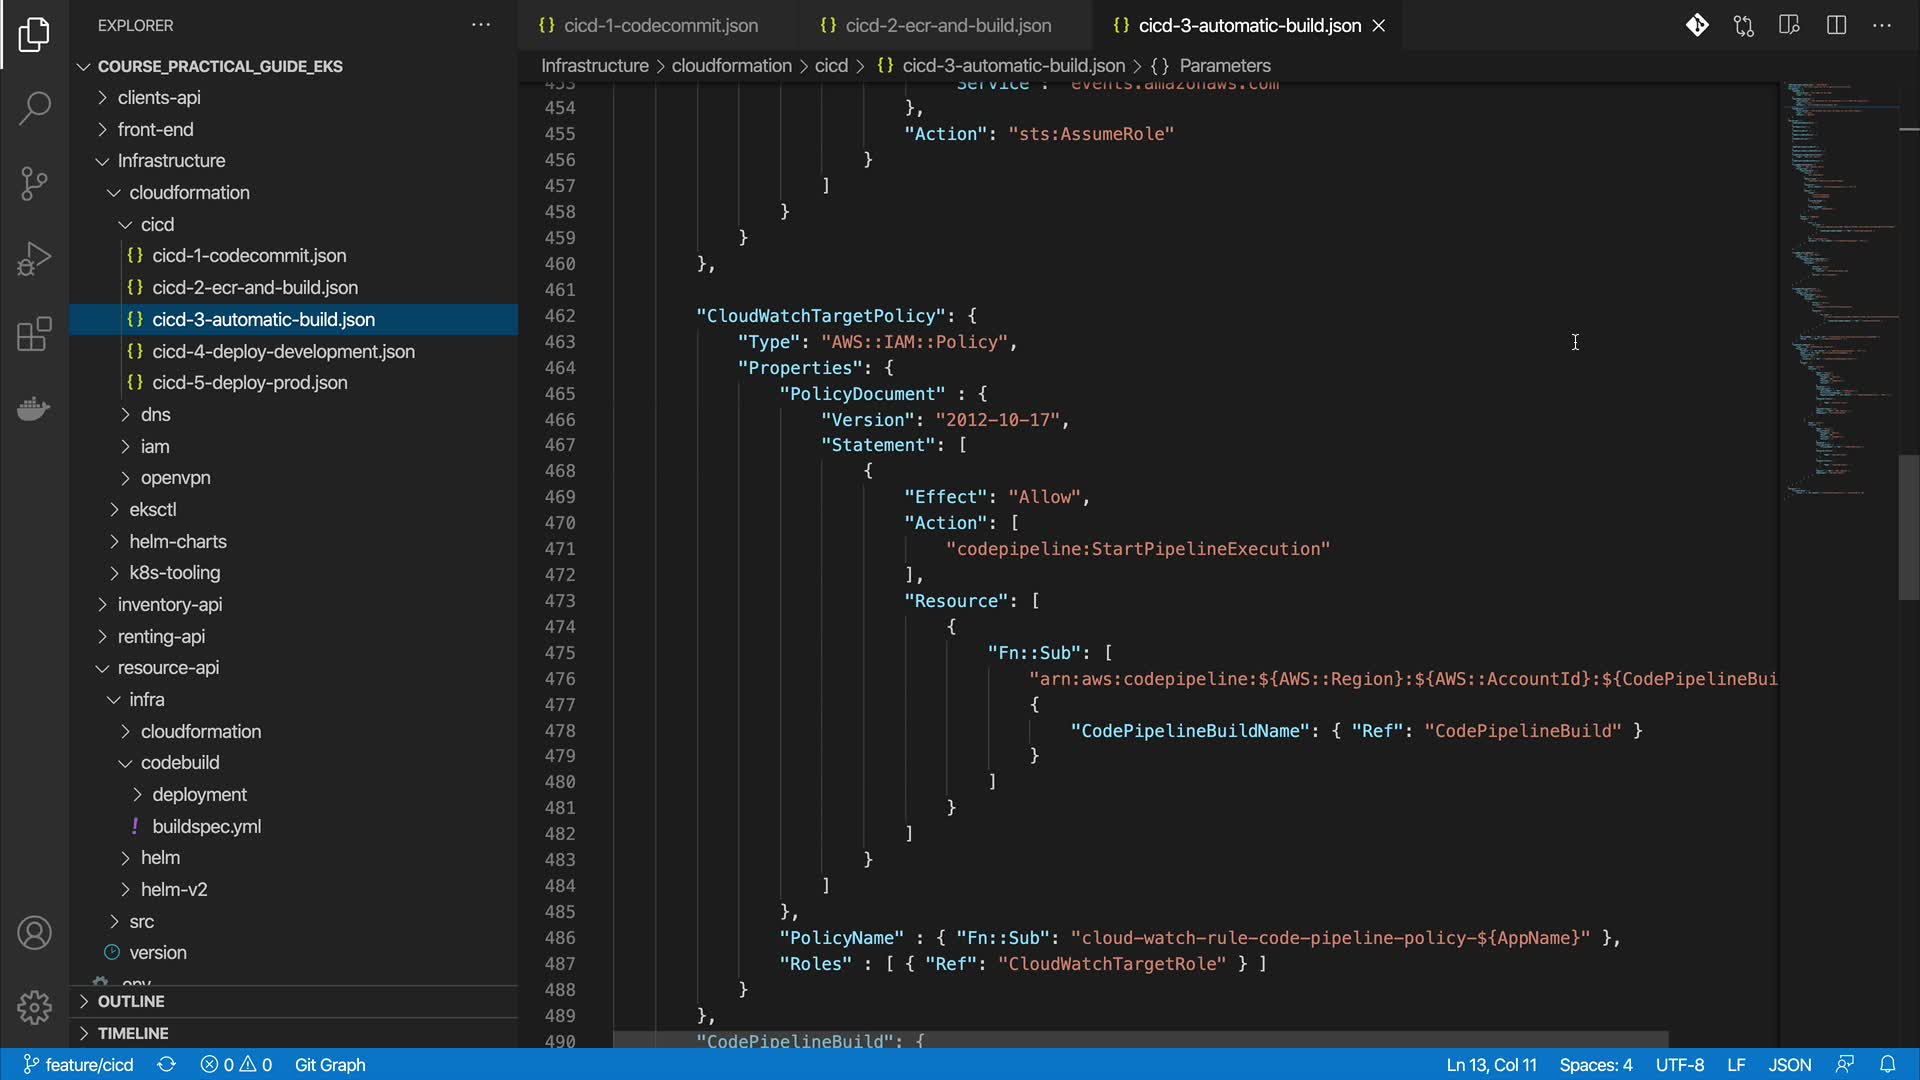 EXPLORER
COURSE_PRACTICAL_GUIDE_EKS
clients-api
front-end
Infrastructure
cloudformation
cicd
cicd-1-codecommit.json
cicd-2-ecr-and-build.json
cicd-3-automatic-build.json
cicd-4-deploy-development.json
cicd-5-deploy-prod.json
dns
iam
openvpn
eksctl
helm-charts
k8s-tooling
inventory-api
renting-api
resource-api
infra
cloudformation
codebuild
deployment
buildspec.yml
helm
helm-v2
src
version
OUTLINE
TIMELINE
{} cicd-1-codecommit.json {} cicd-2-ecr-and-build.json {} cicd-3-automatic-build.json
Infrastructure > cloudformation > cicd > {} cicd-3-automatic-build.json > {} Parameters
453 "Service": "events.amazonaws.com"
454 },
455 "Action": "sts:AssumeRole"
456 }
457 ]
458 }
459 }
460 },
461
462 "CloudWatchTargetPolicy": {
463 "Type": "AWS::IAM::Policy",
464 "Properties": {
465 "PolicyDocument" : {
466 "Version": "2012-10-17",
467 "Statement": [
468 {
469 "Effect": "Allow",
470 "Action": [
471 "codepipeline:StartPipelineExecution"
472 ],
473 "Resource": [
474 {
475 "Fn::Sub": [
476 "arn:aws:codepipeline:${AWS::Region}:${AWS::AccountId}:${CodePipelineBui
477 {
478 "CodePipelineBuildName": { "Ref": "CodePipelineBuild" }
479 }
480 ]
481 }
482 ]
483 }
484 ]
485 },
486 "PolicyName" : { "Fn::Sub": "cloud-watch-rule-code-pipeline-policy-${AppName}" },
487 "Roles" : [ { "Ref": "CloudWatchTargetRole" } ]
488 }
489 },
490 "CodePipelineBuild": {
feature/cicd 0 0 Git Graph Ln 13, Col 11 Spaces: 4 UTF-8 LF JSON